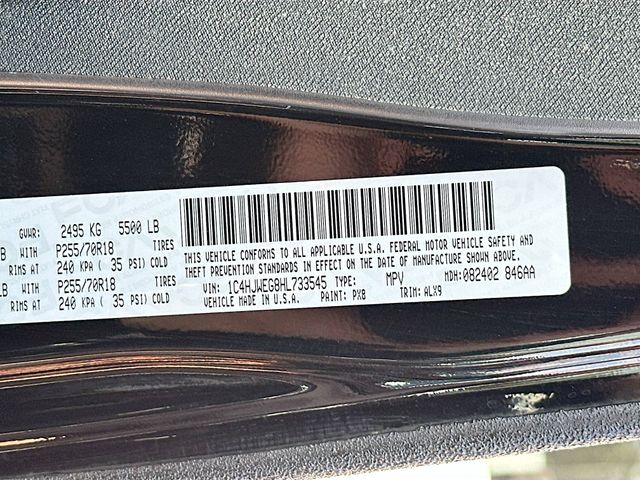 GVWR: 2495 KG 5500 LB
WITH P255/70R18 TIRES
RIMS AT 240 KPA ( 35 PSI) COLD
LB WITH P255/70R18 TIRES
RIMS AT 240 KPA ( 35 PSI) COLD
THIS VEHICLE CONFORMS TO ALL APPLICABLE U.S.A. FEDERAL MOTOR VEHICLE SAFETY AND
THEFT PREVENTION STANDARDS IN EFFECT ON THE DATE OF MANUFACTURE SHOWN ABOVE.
VIN: 1C4HJWEG8HL733545 TYPE: MPV MDH: 082402 846AA
VEHICLE MADE IN U.S.A. PAINT: PX8 TRIM: ALX9